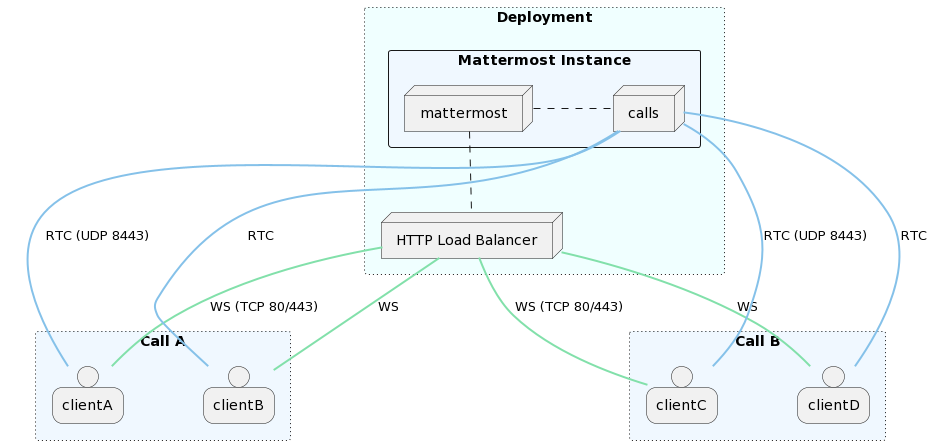 Deployment
Mattermost Instance
mattermost
calls
HTTP Load Balancer
RTC (UDP 8443)
RTC
RTC (UDP 8443)
RTC
WS (TCP 80/443)
WS
WS (TCP 80/443)
WS
Call A
Call B
clientA
clientB
clientC
clientD